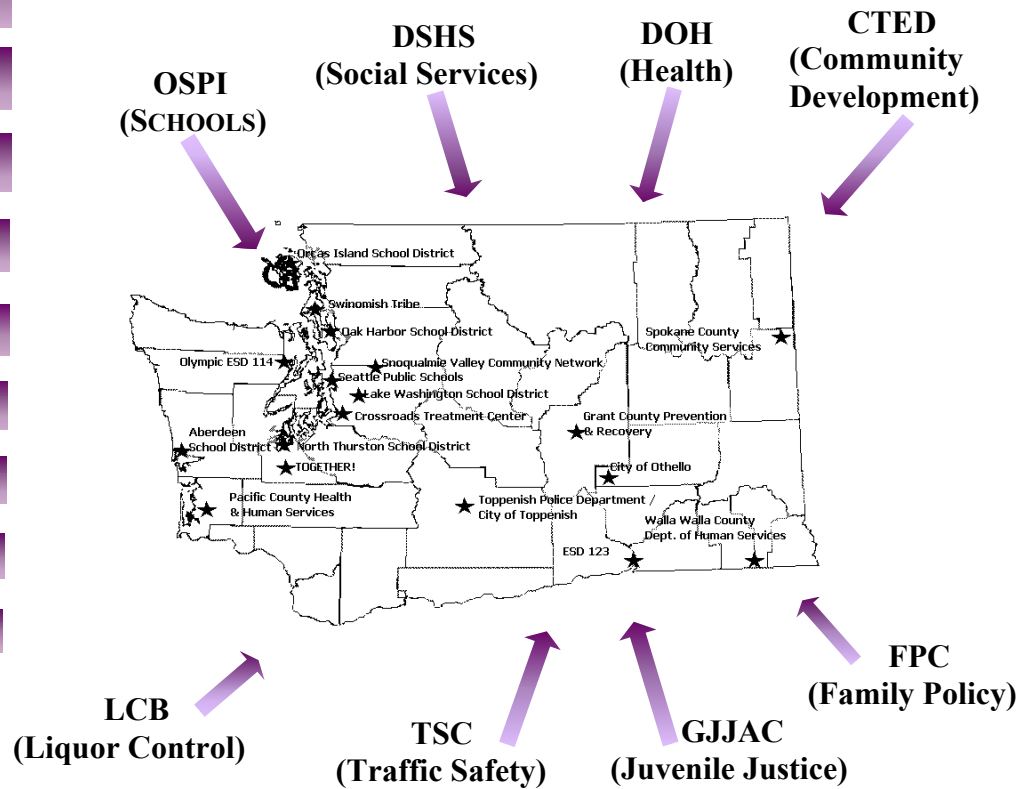 CTED
(Community
Development)
DSHS
(Social Services)
DOH
(Health)
OSPI
(SCHOOLS)
Orcas Island School District
Swinomish Tribe
Oak Harbor School District
Spokane County
Community Services
Olympic ESD 114
Snoqualmie Valley Community Network
Seattle Public Schools
Lake Washington School District
Crossroads Treatment Center
Grant County Prevention
& Recovery
Aberdeen
School District
North Thurston School District
TOGETHER!
City of Othello
Pacific County Health
& Human Services
Toppenish Police Department /
City of Toppenish
Walla Walla County
Dept. of Human Services
ESD 123
FPC
(Family Policy)
LCB
(Liquor Control)
TSC
(Traffic Safety)
GJJAC
(Juvenile Justice)